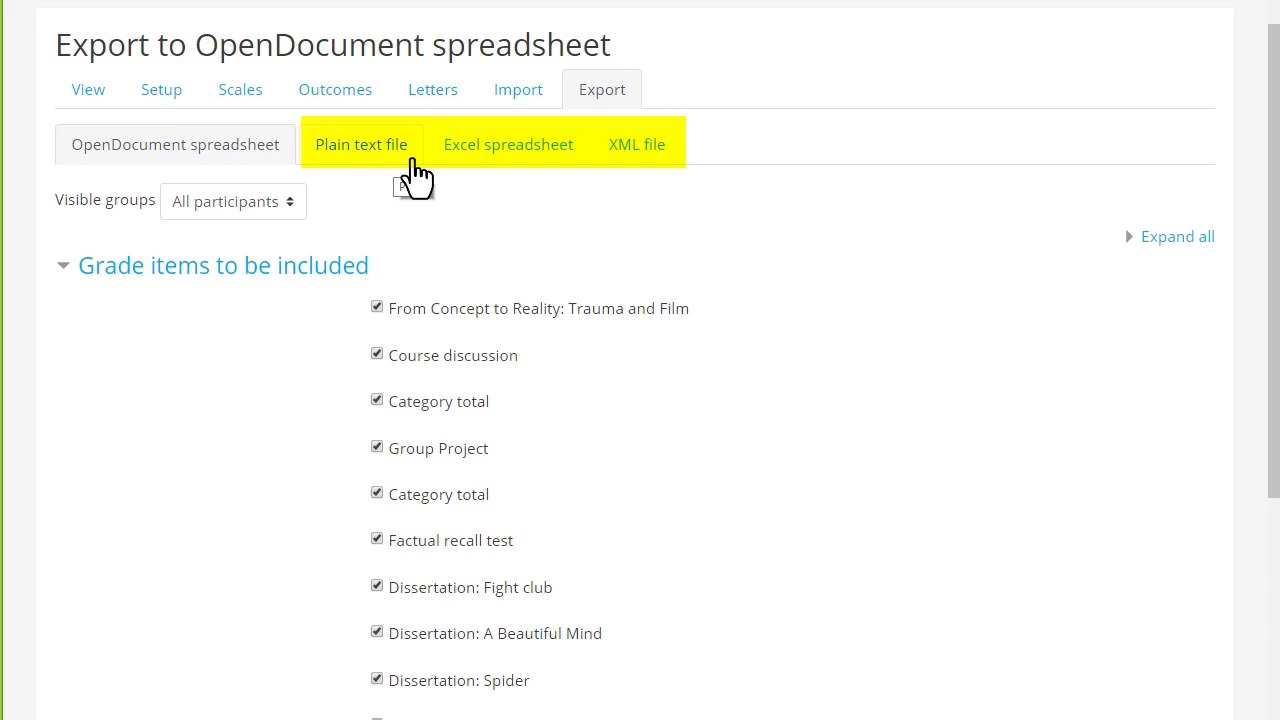 Export to OpenDocument spreadsheet
View Setup Scales Outcomes Letters Import Export
OpenDocument spreadsheet Plain text file Excel spreadsheet XML file
Visible groups All participants
Expand all
Grade items to be included
From Concept to Reality: Trauma and Film
Course discussion
Category total
Group Project
Category total
Factual recall test
Dissertation: Fight club
Dissertation: A Beautiful Mind
Dissertation: Spider